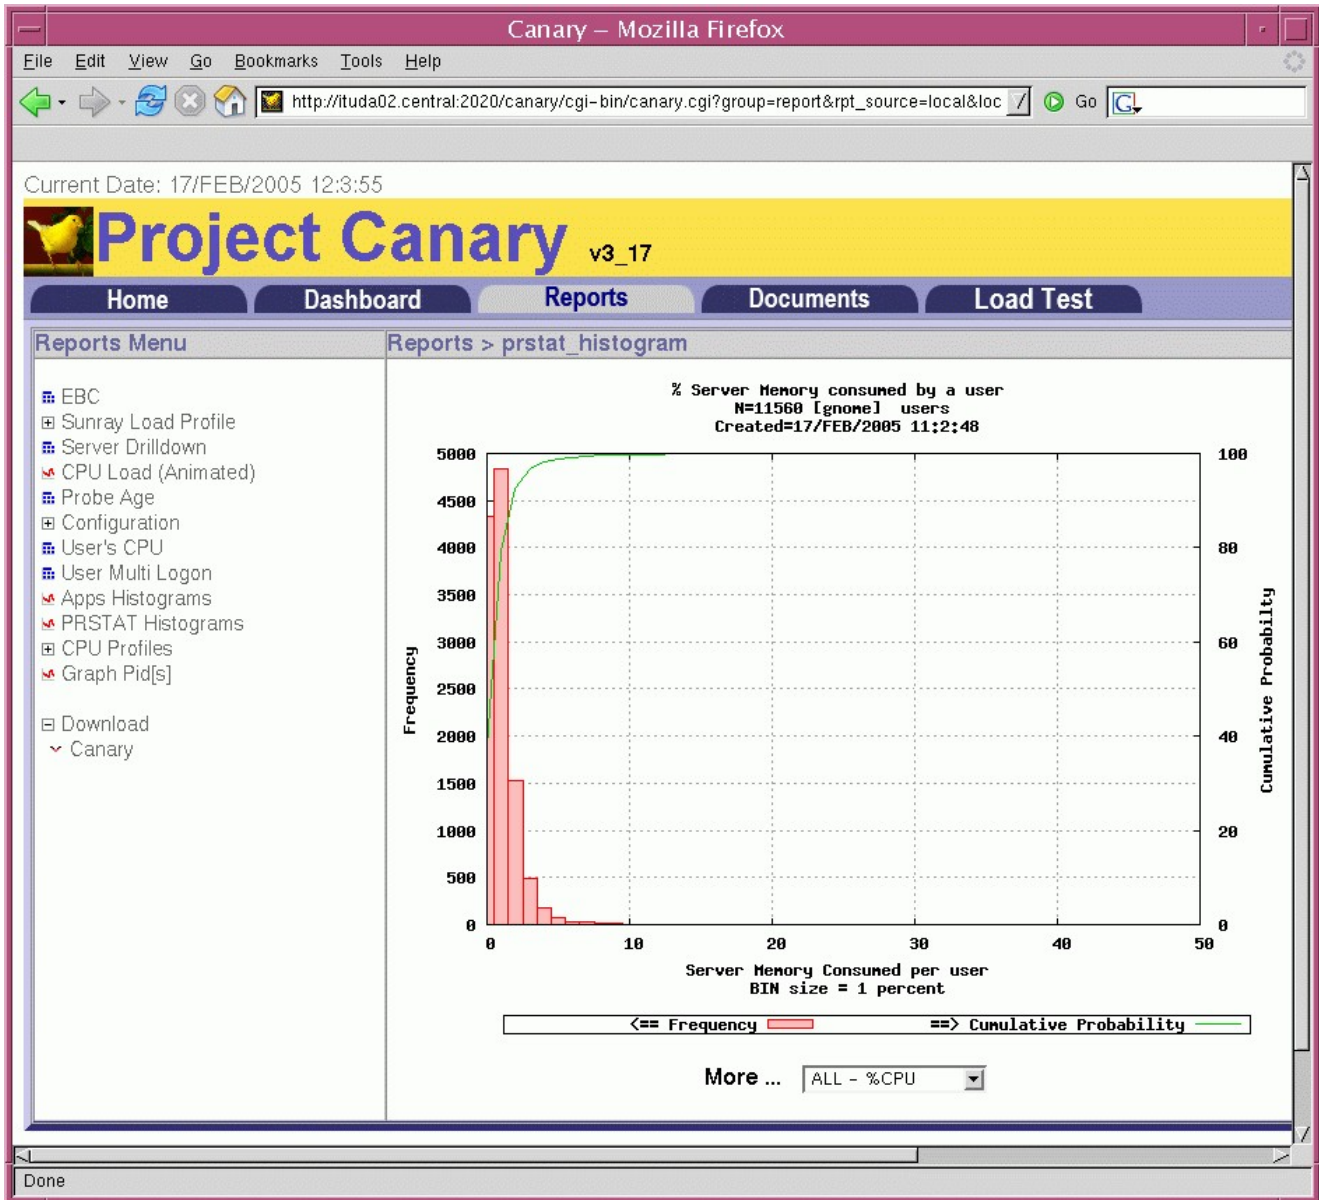 Canary – Mozilla Firefox
File Edit View Go Bookmarks Tools Help
http://ituda02.central:2020/canary/cgi-bin/canary.cgi?group=report&rpt_source=local&loc Go G
Current Date: 17/FEB/2005 12:3:55
Project Canary v3_17
Home Dashboard Reports Documents Load Test
Reports Menu
EBC
Sunray Load Profile
Server Drilldown
CPU Load (Animated)
Probe Age
Configuration
User's CPU
User Multi Logon
Apps Histograms
PRSTAT Histograms
CPU Profiles
Graph Pid[s]
Download
Canary
Reports > prstat_histogram
% Server Memory consumed by a user
N=11560 [gnome] users
Created=17/FEB/2005 11:2:48
5000
4500
4000
3500
3000
2500
2000
1500
1000
500
0
Frequency
100
80
60
40
20
0
Cumulative Probabilty
0 10 20 30 40 50
Server Memory Consumed per user
BIN size = 1 percent
<== Frequency ==> Cumulative Probability
More ... ALL - %CPU
Done